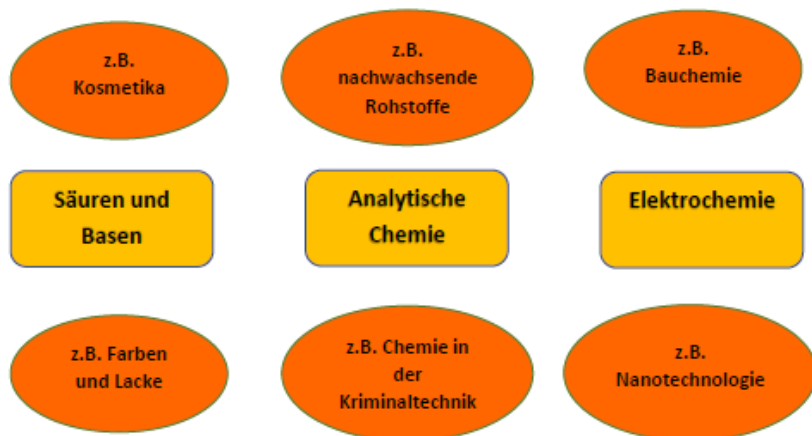 z.B.
Kosmetika
z.B.
nachwachsende
Rohstoffe
z.B.
Bauchemie
Säuren und
Basen
Analytische
Chemie
Elektrochemie
z.B. Farben
und Lacke
z.B. Chemie in
der
Kriminaltechnik
z.B.
Nanotechnologie